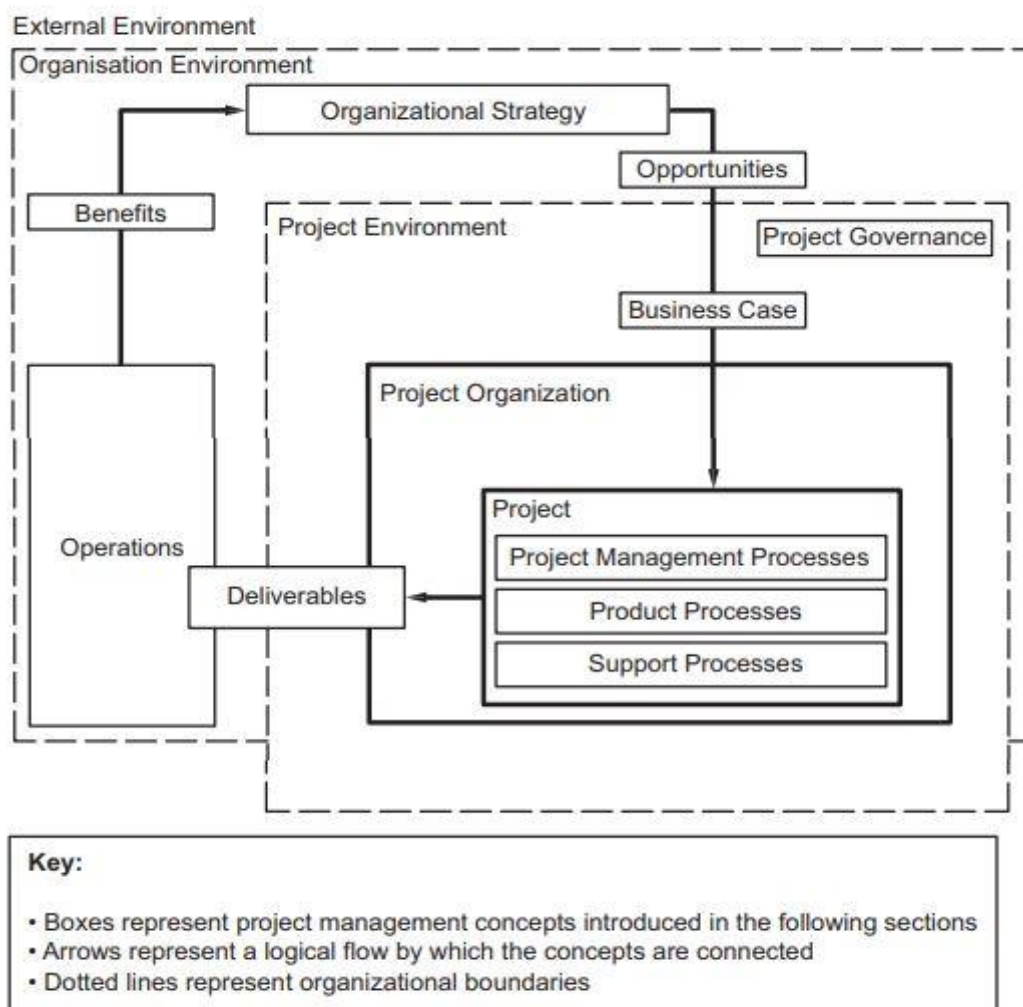 External Environment
Organisation Environment
Organizational Strategy
Opportunities
Benefits
Project Environment
Project Governance
Business Case
Project Organization
Project
Project Management Processes
Operations
Deliverables
Product Processes
Support Processes
Key:
• Boxes represent project management concepts introduced in the following sections
• Arrows represent a logical flow by which the concepts are connected
• Dotted lines represent organizational boundaries